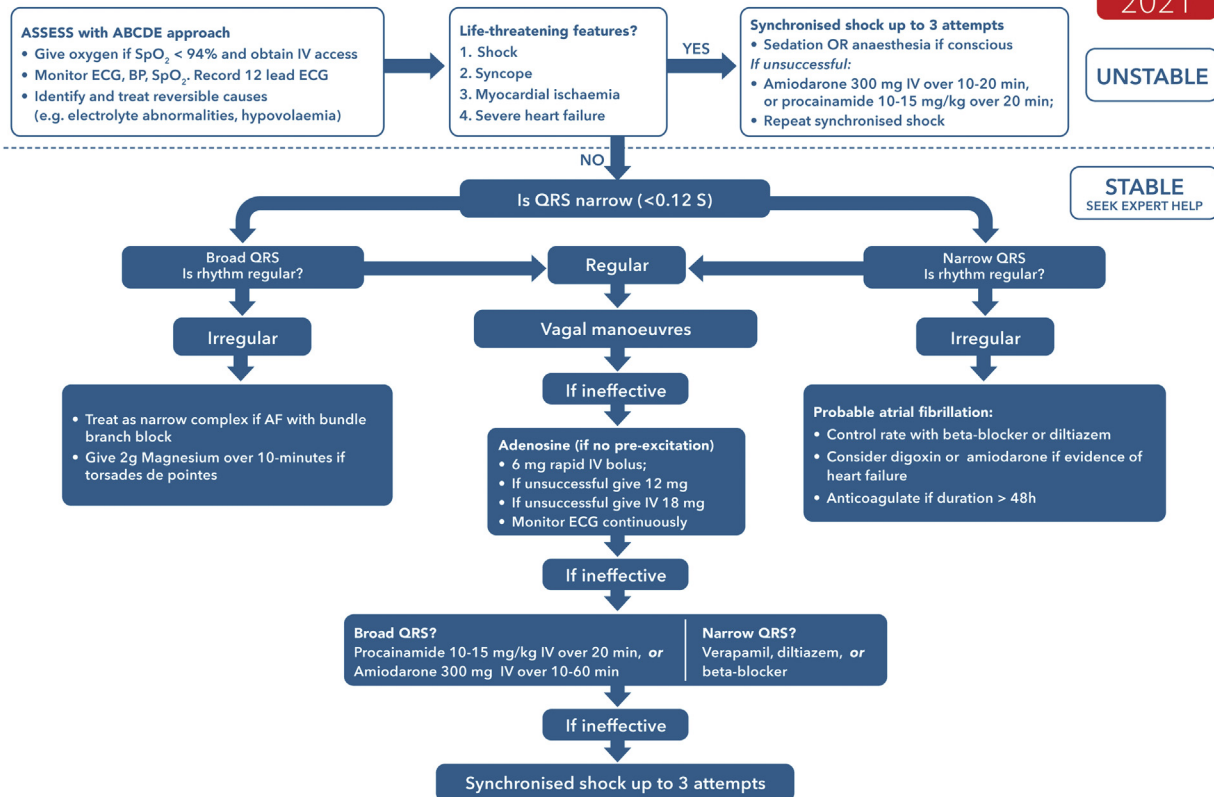 2021
ASSESS with ABCDE approach
• Give oxygen if SpO₂ < 94% and obtain IV access
• Monitor ECG, BP, SpO₂. Record 12 lead ECG
• Identify and treat reversible causes
(e.g. electrolyte abnormalities, hypovolaemia)
Life-threatening features?
1. Shock
2. Syncope
3. Myocardial ischaemia
4. Severe heart failure
YES
Synchronised shock up to 3 attempts
• Sedation OR anaesthesia if conscious
If unsuccessful:
• Amiodarone 300 mg IV over 10-20 min,
or procainamide 10-15 mg/kg over 20 min;
• Repeat synchronised shock
UNSTABLE
NO
STABLE
SEEK EXPERT HELP
Is QRS narrow (<0.12 S)
Broad QRS
Is rhythm regular?
Regular
Narrow QRS
Is rhythm regular?
Irregular
Vagal manoeuvres
Irregular
If ineffective
• Treat as narrow complex if AF with bundle
branch block
• Give 2g Magnesium over 10-minutes if
torsades de pointes
Adenosine (if no pre-excitation)
• 6 mg rapid IV bolus;
• If unsuccessful give 12 mg
• If unsuccessful give IV 18 mg
• Monitor ECG continuously
Probable atrial fibrillation:
• Control rate with beta-blocker or diltiazem
• Consider digoxin or amiodarone if evidence of
heart failure
• Anticoagulate if duration > 48h
If ineffective
Broad QRS?
Procainamide 10-15 mg/kg IV over 20 min, or
Amiodarone 300 mg IV over 10-60 min
Narrow QRS?
Verapamil, diltiazem, or
beta-blocker
If ineffective
Synchronised shock up to 3 attempts